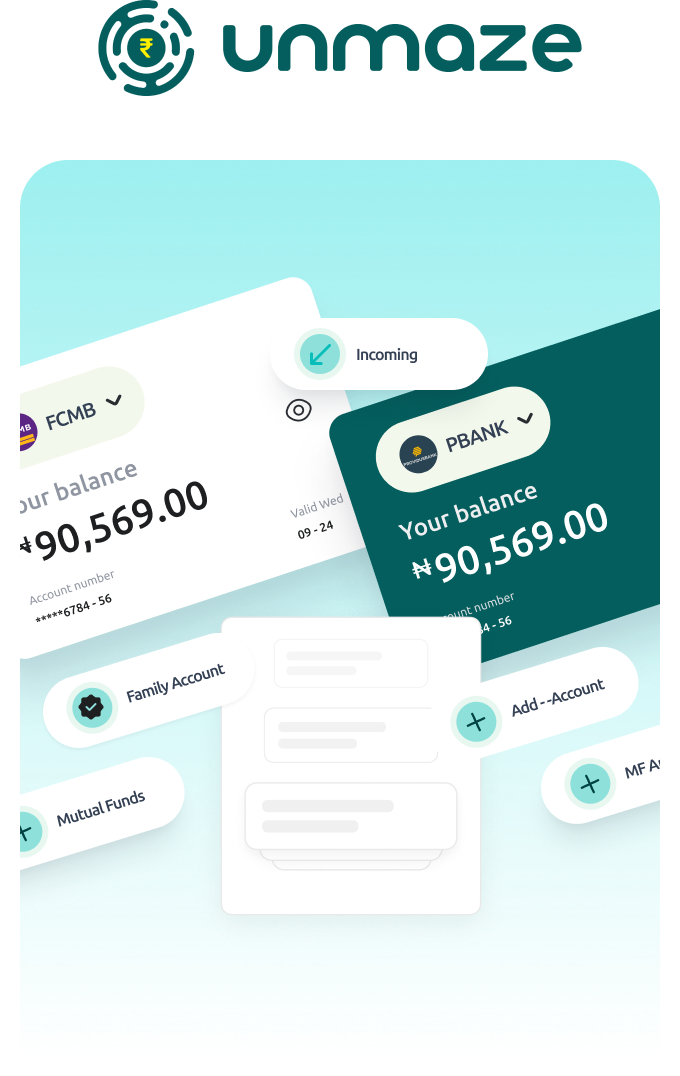 ₹ unmaze
Incoming
FCMB
our balance
₦90,569.00
Valid Wed
09 - 24
Account number
*****6784 - 56
PBANK
PROVIDUSBANK
Your balance
₦90,569.00
ount number
84 - 56
Family Account
Add - -Account
Mutual Funds
MF